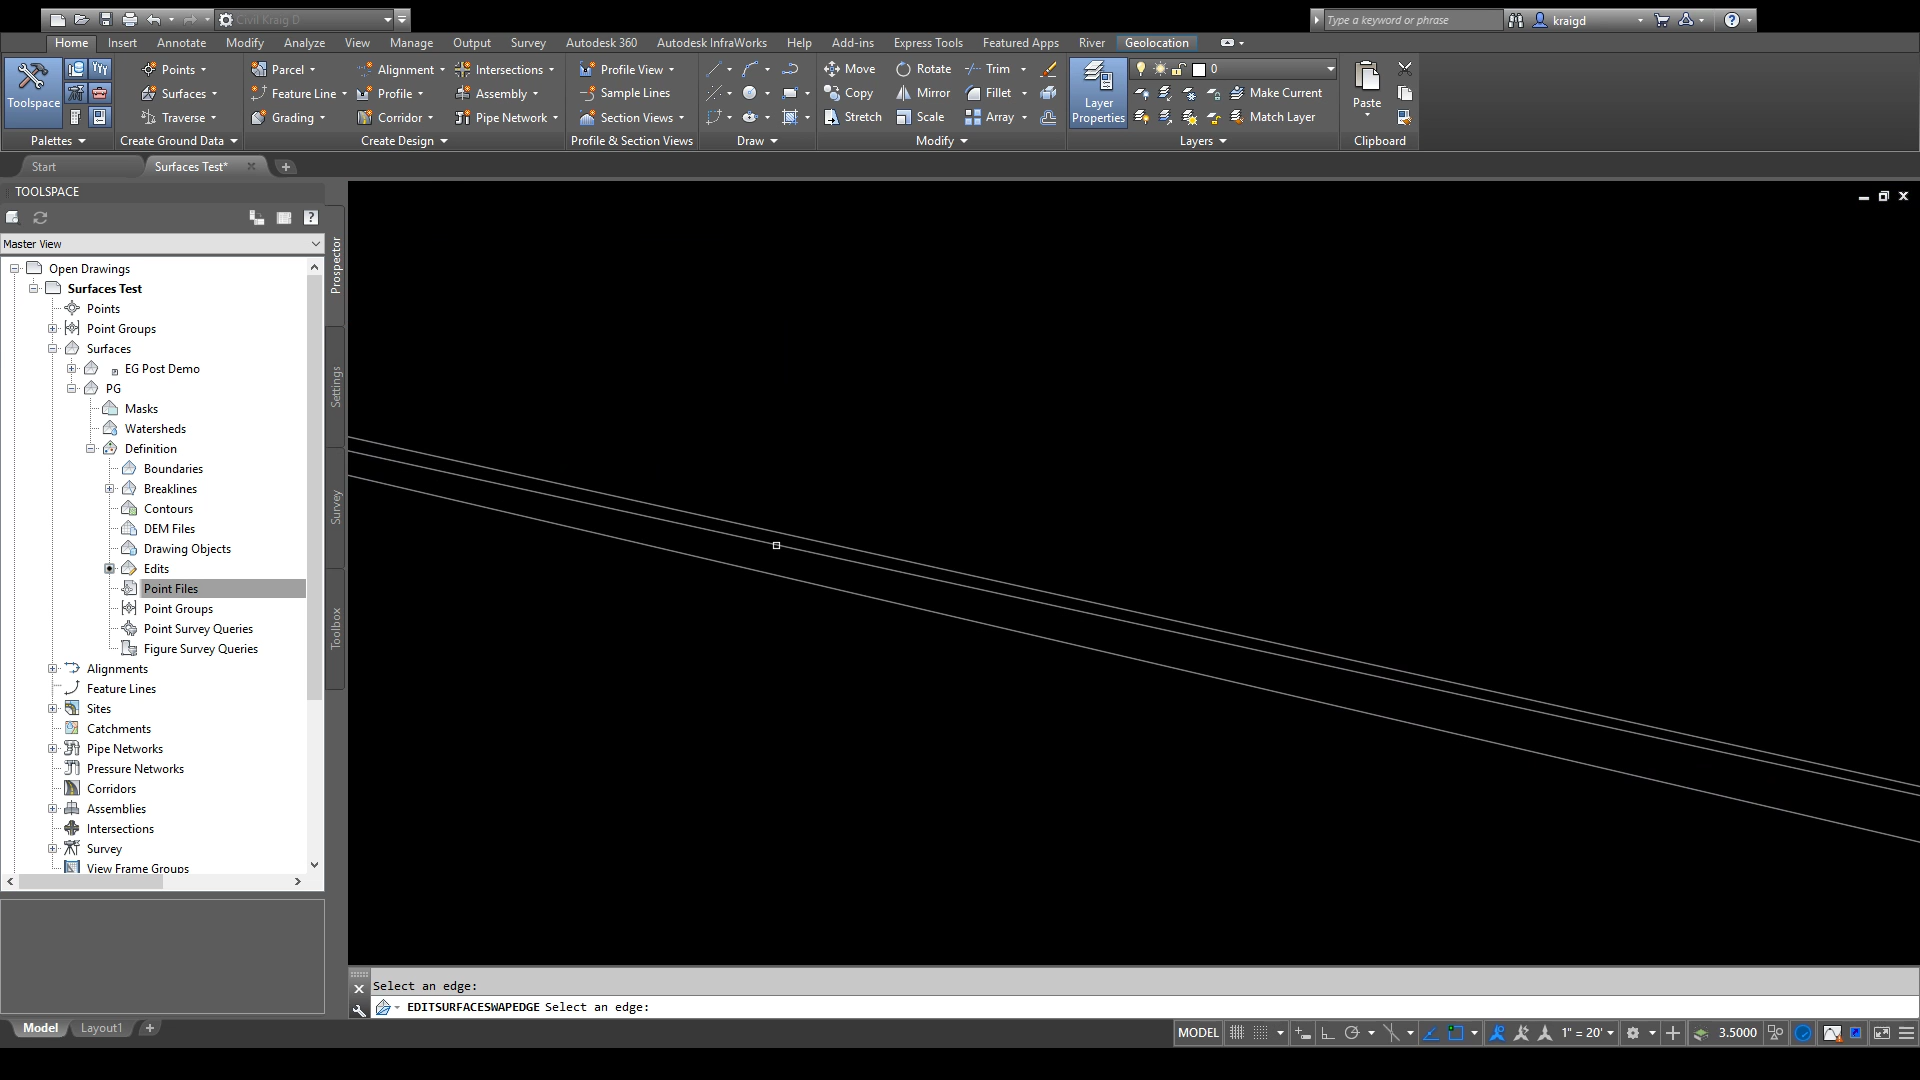 Civil Kraig D
Type a keyword or phrase
kraigd
Home Insert Annotate Modify Analyze View Manage Output Survey Autodesk 360 Autodesk InfraWorks Help Add-ins Express Tools Featured Apps River Geolocation
Points Parcel Alignment Intersections Profile View Move Rotate Trim 0
Surfaces Feature Line Profile Assembly Sample Lines Copy Mirror Fillet Make Current
Toolspace Layer Properties Paste
Traverse Grading Corridor Pipe Network Section Views Stretch Scale Array Match Layer
Palettes Create Ground Data Create Design Profile & Section Views Draw Modify Layers Clipboard
Start Surfaces Test*
TOOLSPACE
Master View
Open Drawings
Surfaces Test
Points
Point Groups
Surfaces
EG Post Demo
PG
Masks
Watersheds
Definition
Boundaries
Breaklines
Contours
DEM Files
Drawing Objects
Edits
Point Files
Point Groups
Point Survey Queries
Figure Survey Queries
Alignments
Feature Lines
Sites
Catchments
Pipe Networks
Pressure Networks
Corridors
Assemblies
Intersections
Survey
View Frame Groups
Prospector
Settings
Survey
Toolbox
Select an edge:
EDITSURFACESWAPEDGE Select an edge:
Model Layout1
MODEL 1" = 20' 3.5000